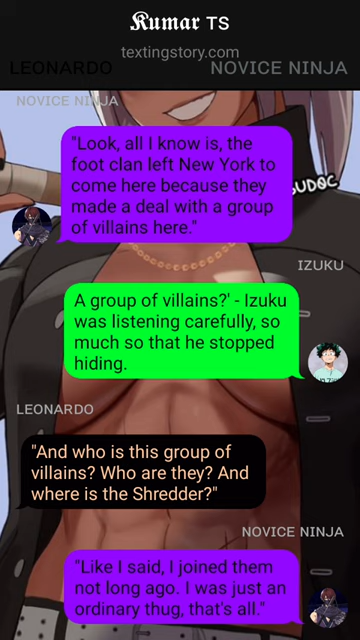 Kumar TS
textingstory.com
LEONARDO
NOVICE NINJA
NOVICE NINJA
"Look, all I know is, the
foot clan left New York to
come here because they
made a deal with a group
of villains here."
IZUKU
A group of villains?' - Izuku
was listening carefully, so
much so that he stopped
hiding.
LEONARDO
"And who is this group of
villains? Who are they? And
where is the Shredder?"
NOVICE NINJA
"Like I said, I joined them
not long ago. I was just an
ordinary thug, that's all."